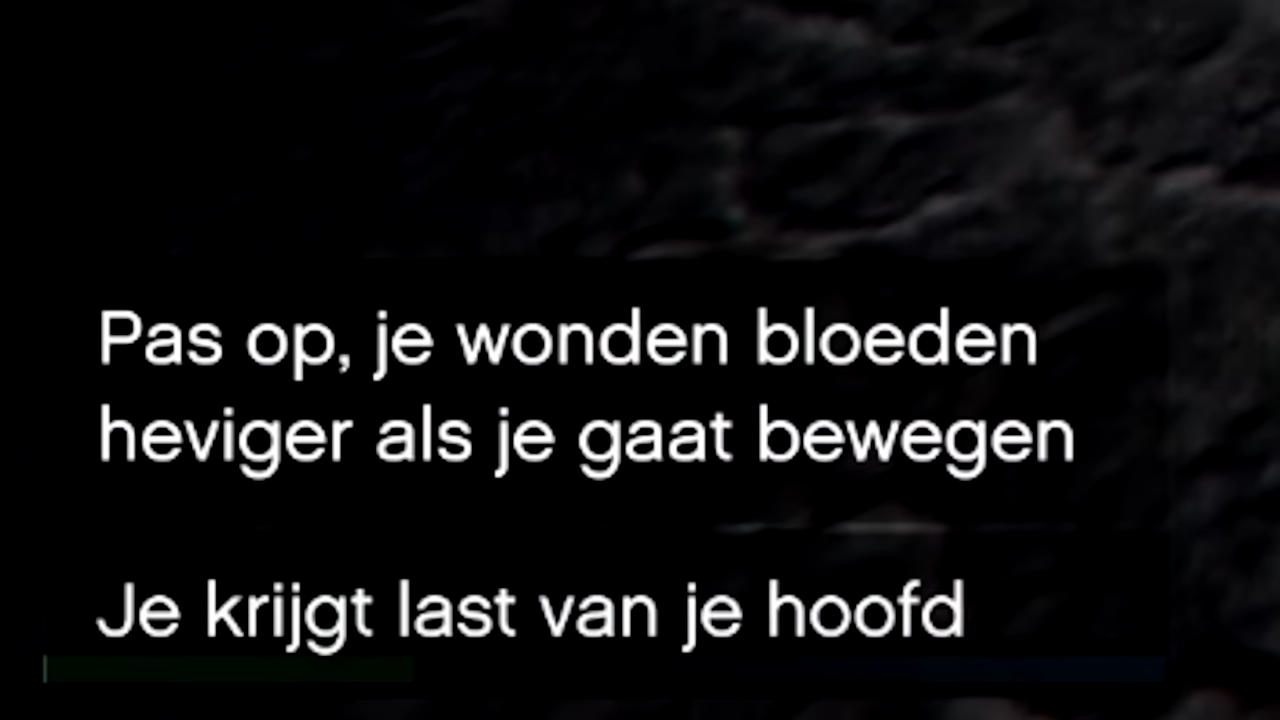 Pas op, je wonden bloeden
heviger als je gaat bewegen
Je krijgt last van je hoofd